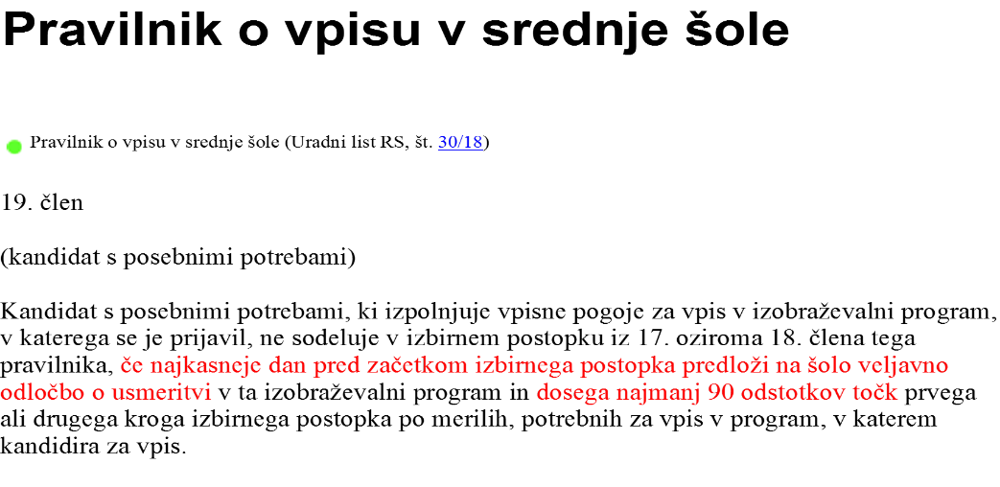 Pravilnik o vpisu v srednje šole
Pravilnik o vpisu v srednje šole (Uradni list RS, št. 30/18)
19. člen
(kandidat s posebnimi potrebami)
Kandidat s posebnimi potrebami, ki izpolnjuje vpisne pogoje za vpis v izobraževalni program,
v katerega se je prijavil, ne sodeluje v izbirnem postopku iz 17. oziroma 18. člena tega
pravilnika, če najkasneje dan pred začetkom izbirnega postopka predloži na šolo veljavno
odločbo o usmeritvi v ta izobraževalni program in dosega najmanj 90 odstotkov točk prvega
ali drugega kroga izbirnega postopka po merilih, potrebnih za vpis v program, v katerem
kandidira za vpis.